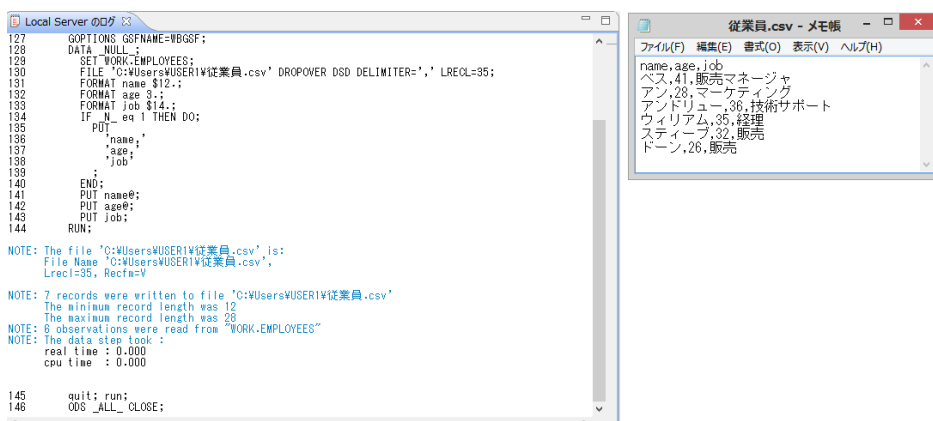 Local Server のログ
127 GOPTIONS GSFNAME=WBGSF;
128 DATA _NULL_;
129 SET WORK.EMPLOYEES;
130 FILE 'C:¥Users¥USER1¥従業員.csv' DROPOVER DSD DELIMITER=',' LRECL=35;
131 FORMAT name $12.;
132 FORMAT age 3.;
133 FORMAT job $14.;
134 IF _N_ eq 1 THEN DO;
135 PUT
136 'name,'
137 'age,'
138 'job'
139 ;
140 END;
141 PUT name@;
142 PUT age@;
143 PUT job;
144 RUN;
NOTE: The file 'C:¥Users¥USER1¥従業員.csv' is:
File Name 'C:¥Users¥USER1¥従業員.csv',
Lrecl=35, Recfm=V
NOTE: 7 records were written to file 'C:¥Users¥USER1¥従業員.csv'
The minimum record length was 12
The maximum record length was 28
NOTE: 6 observations were read from "WORK.EMPLOYEES"
NOTE: The data step took :
real time : 0.000
cpu time : 0.000
145 quit; run;
146 ODS _ALL_ CLOSE;
従業員.csv - メモ帳
ファイル(F) 編集(E) 書式(O) 表示(V) ヘルプ(H)
name,age,job
ベス,41,販売マネージャ
アン,28,マーケティング
アンドリュー,36,技術サポート
ウィリアム,35,経理
スティーブ,32,販売
ドーン,26,販売